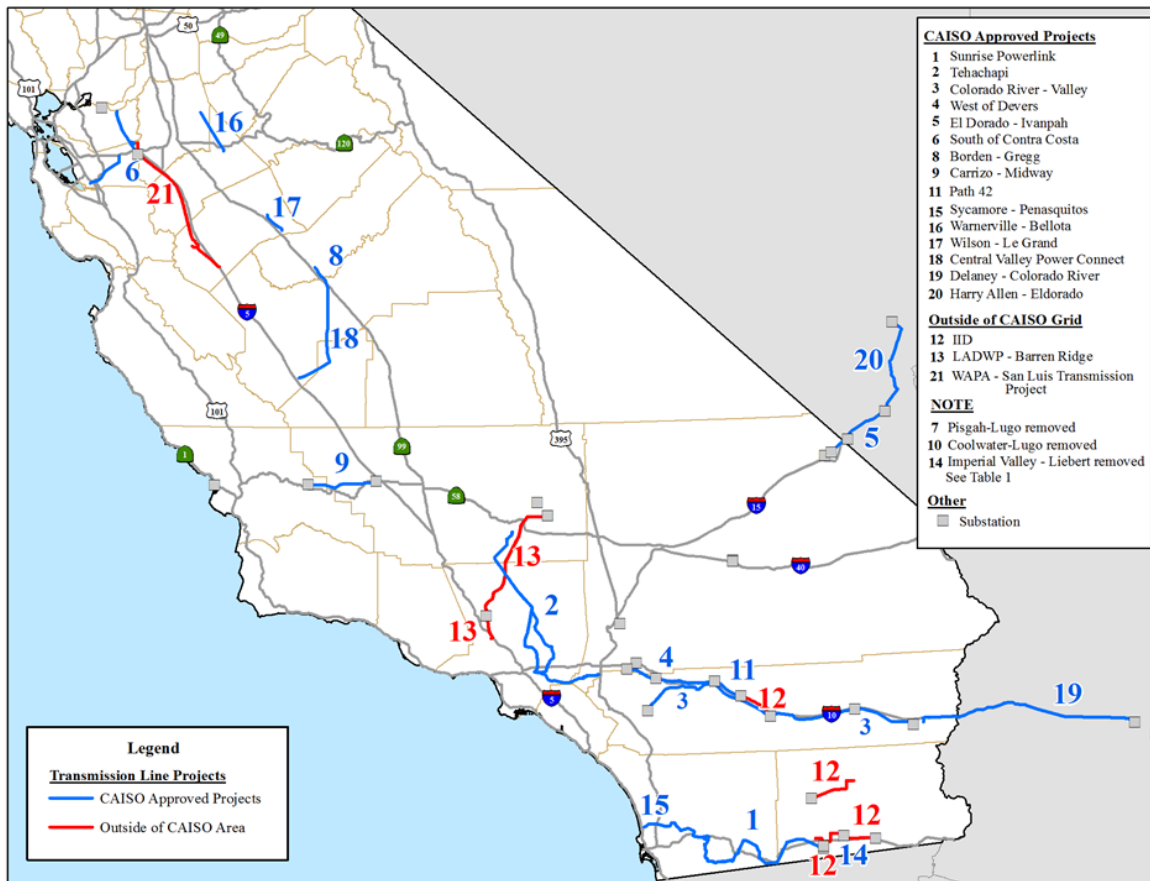 50
49
101
16
120
6
21
17
8
5
18
20
101
395
5
1
9
99
58
15
13
40
2
13
4
11
3
12
5
10
3
19
12
12
15
1
14
12
CAISO Approved Projects
1 Sunrise Powerlink
2 Tehachapi
3 Colorado River - Valley
4 West of Devers
5 El Dorado - Ivanpah
6 South of Contra Costa
8 Borden - Gregg
9 Carrizo - Midway
11 Path 42
15 Sycamore - Penasquitos
16 Warnerville - Bellota
17 Wilson - Le Grand
18 Central Valley Power Connect
19 Delaney - Colorado River
20 Harry Allen - Eldorado
Outside of CAISO Grid
12 IID
13 LADWP - Barren Ridge
21 WAPA - San Luis Transmission
Project
NOTE
7 Pisgah-Lugo removed
10 Coolwater-Lugo removed
14 Imperial Valley - Liebert removed
See Table 1
Other
Substation
Legend
Transmission Line Projects
CAISO Approved Projects
Outside of CAISO Area